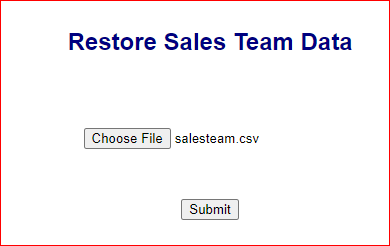 Restore Sales Team Data
Choose File salesteam.csv
Submit